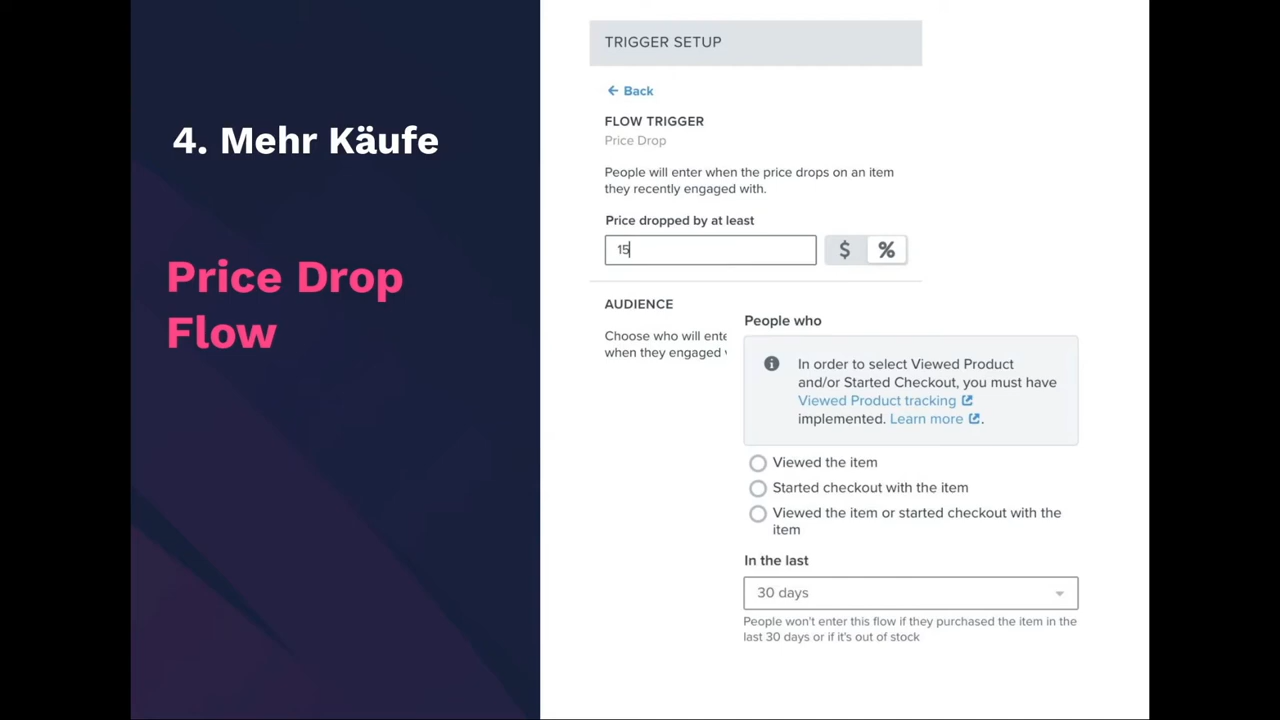 4. Mehr Käufe
Price Drop
Flow
TRIGGER SETUP
← Back
FLOW TRIGGER
Price Drop
People will enter when the price drops on an item
they recently engaged with.
Price dropped by at least
15
$ %
AUDIENCE
Choose who will ente
when they engaged
People who
In order to select Viewed Product
and/or Started Checkout, you must have
Viewed Product tracking
implemented. Learn more .
Viewed the item
Started checkout with the item
Viewed the item or started checkout with the
item
In the last
30 days
People won't enter this flow if they purchased the item in the
last 30 days or if it's out of stock